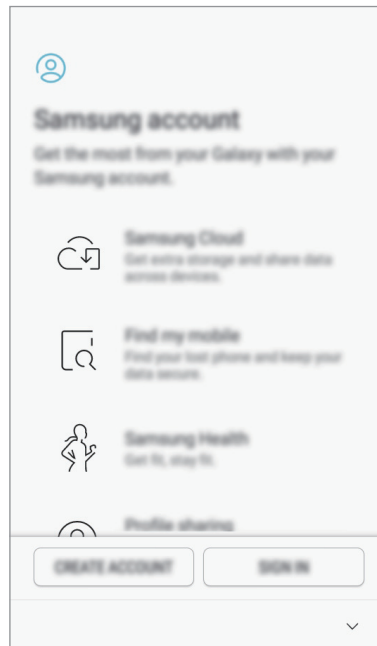 Samsung account
Get the most from your Galaxy with your
Samsung account.
Samsung Cloud
Get extra storage and share data
across devices.
Find my mobile
Find your lost phone and keep your
data secure.
Samsung Health
Get fit, stay fit.
Profile sharing
CREATE ACCOUNT
SIGN IN